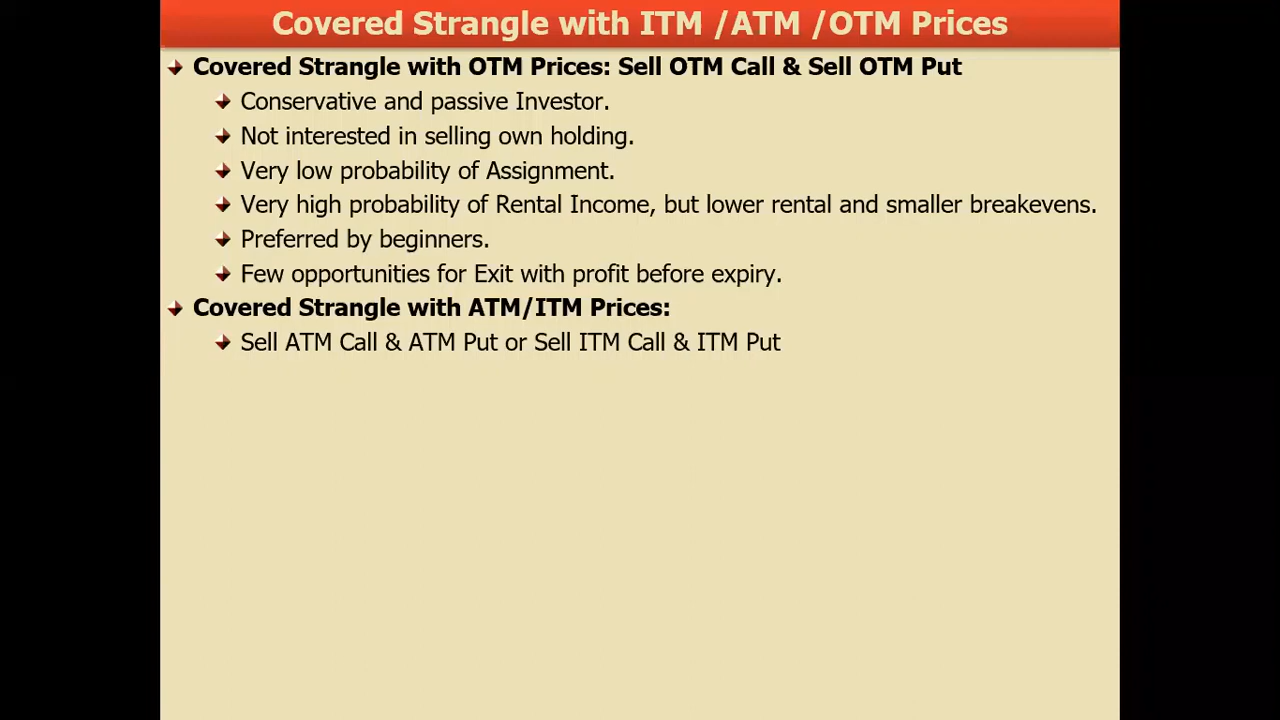 Covered Strangle with ITM /ATM /OTM Prices
Covered Strangle with OTM Prices: Sell OTM Call & Sell OTM Put
Conservative and passive Investor.
Not interested in selling own holding.
Very low probability of Assignment.
Very high probability of Rental Income, but lower rental and smaller breakevens.
Preferred by beginners.
Few opportunities for Exit with profit before expiry.
Covered Strangle with ATM/ITM Prices:
Sell ATM Call & ATM Put or Sell ITM Call & ITM Put